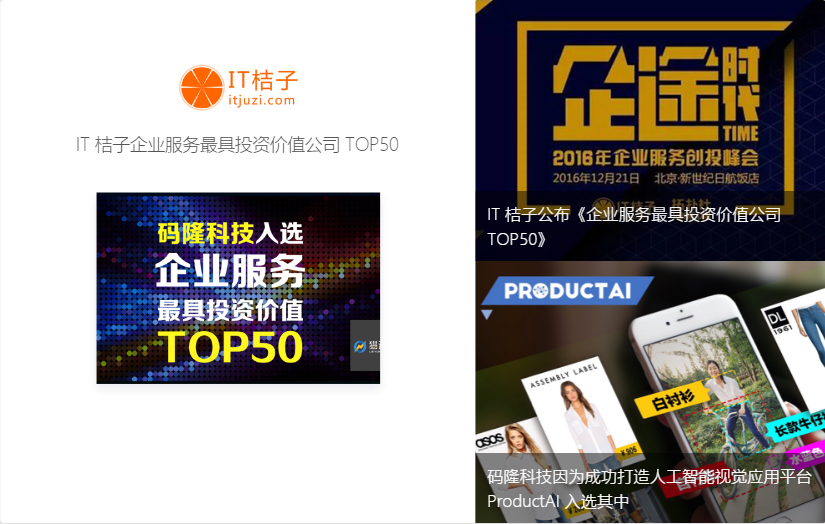 IT桔子
itjuzi.com
IT 桔子企业服务最具投资价值公司 TOP50
码隆科技入选
企业服务
最具投资价值
TOP50
企途
时代
TIME
2016年企业服务创投峰会
2016年12月21日 北京·新世纪日航饭店
IT 桔子公布《企业服务最具投资价值公司
TOP50》
PRODUCTAI
DL
1961
ASSEMBLY LABEL
白衬衫
长款牛仔
asos
水蓝色
码隆科技因为成功打造人工智能视觉应用平台
ProductAI 入选其中